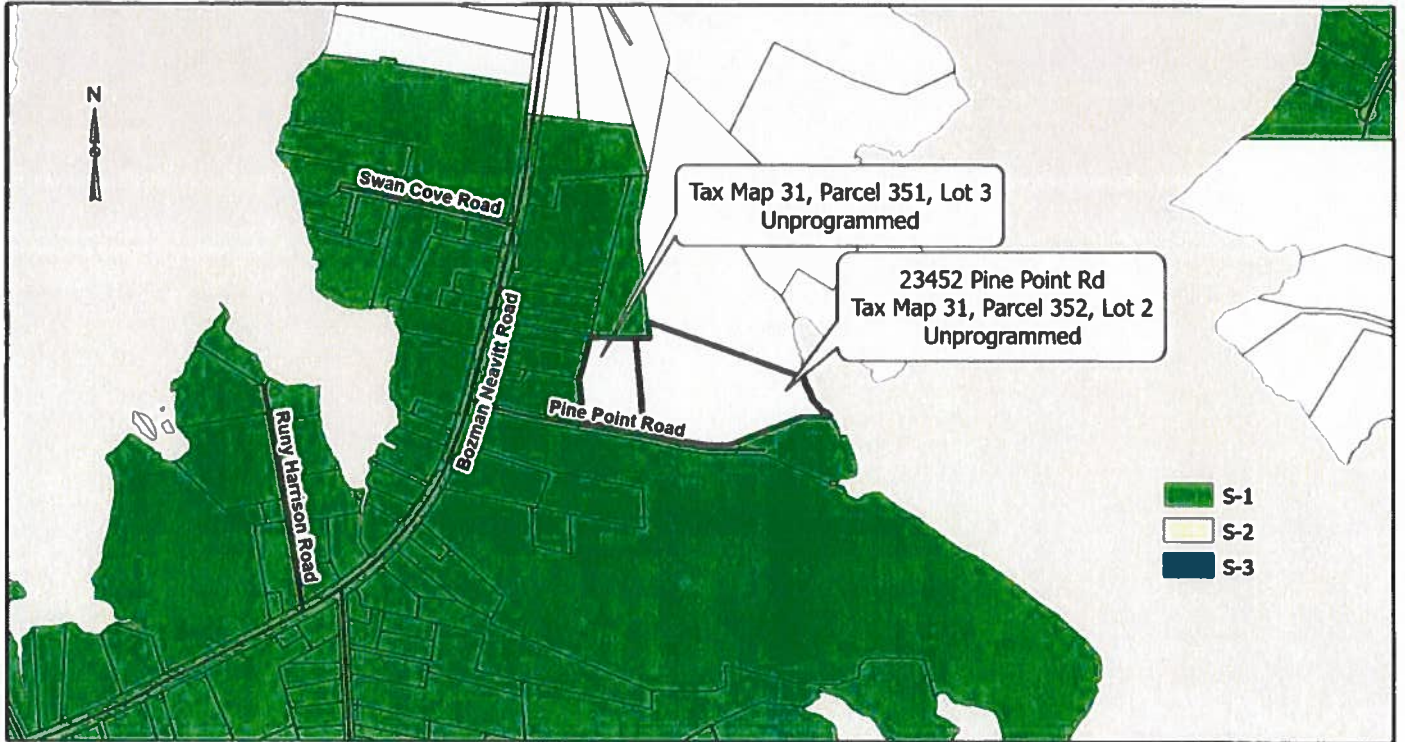 N
Swan Cove Road
Tax Map 31, Parcel 351, Lot 3
Unprogrammed
23452 Pine Point Rd
Tax Map 31, Parcel 352, Lot 2
Unprogrammed
Bozman Neavitt Road
Pine Point Road
Runy Harrison Road
S-1
S-2
S-3